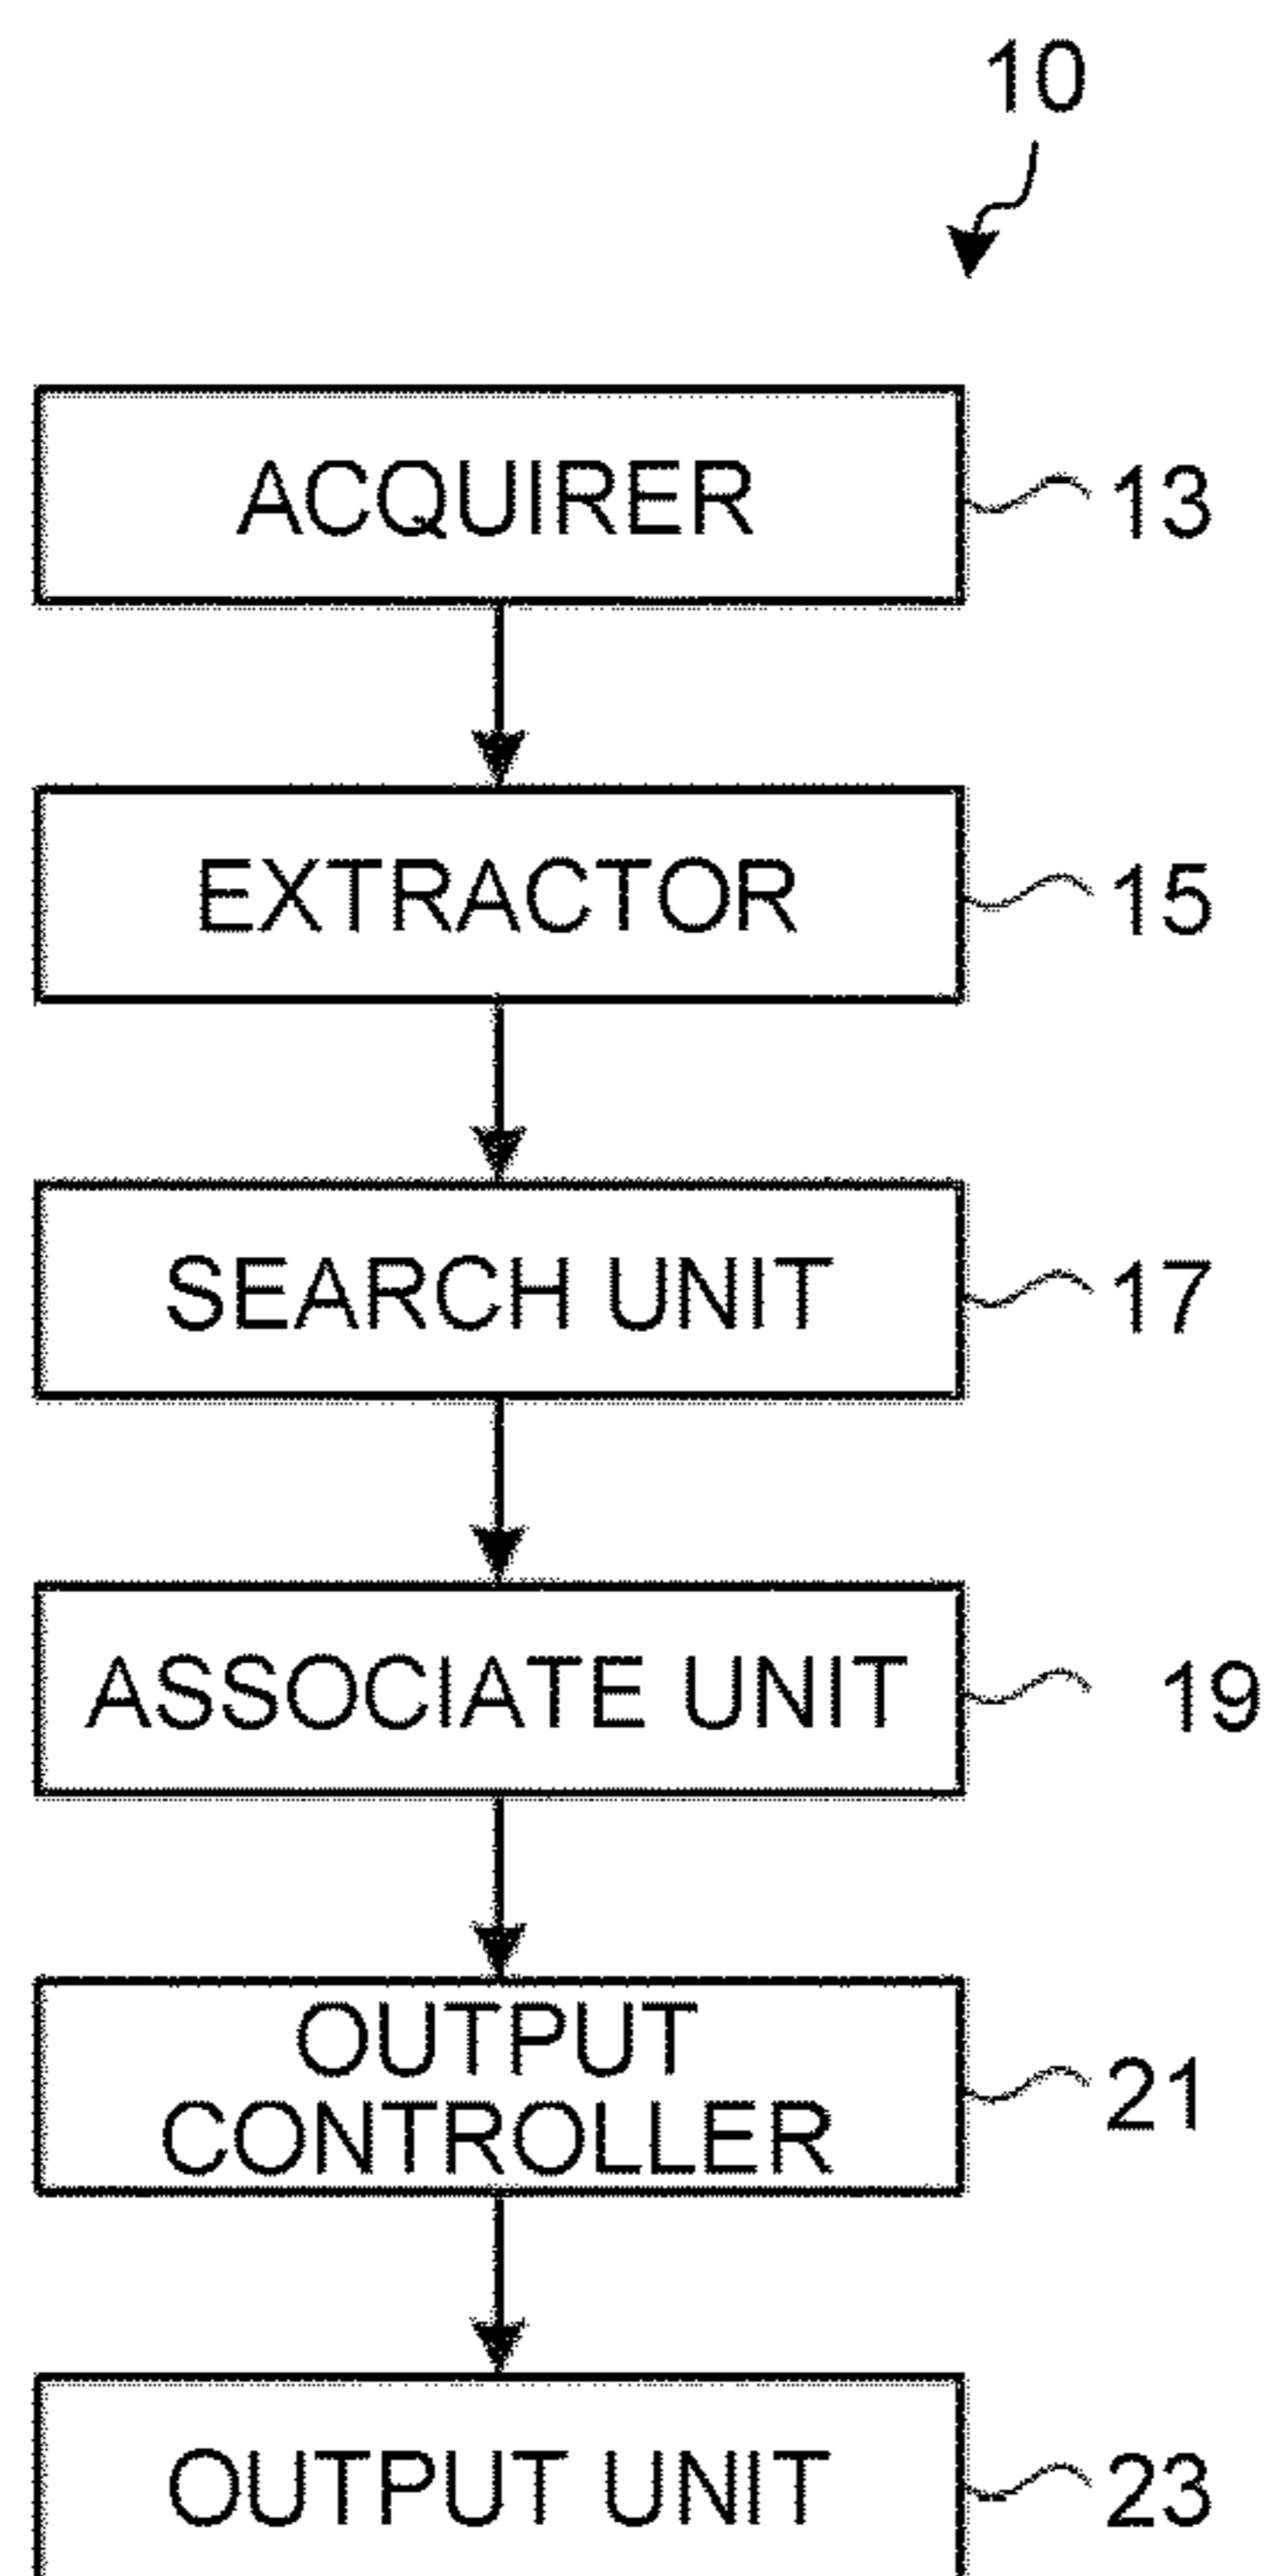 10
ACQUIRER 13
EXTRACTOR 15
SEARCH UNIT 17
ASSOCIATE UNIT 19
OUTPUT
CONTROLLER 21
OUTPUT UNIT 23